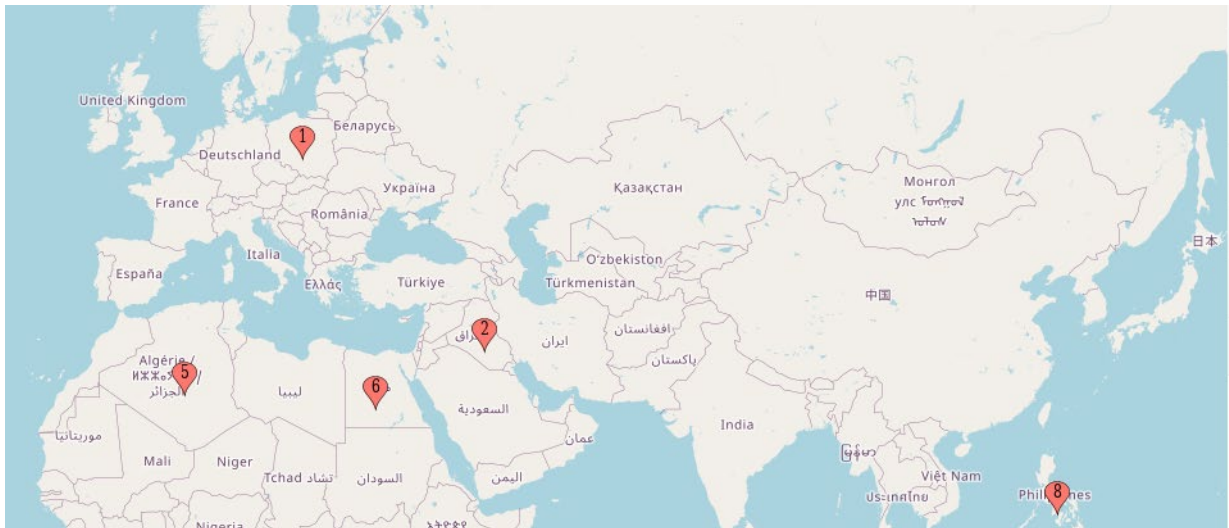 United Kingdom
Беларусь
1
Deutschland
Україна
Қазақстан
Монгол
улс
France
România
日本
Italia
O'zbekiston
España
Ελλάς
Türkiye
Türkmenistan
中国
2
افغانستان
ایران
پاکستان
Algérie /
5
الجزائر
6
ليبيا
السعودية
India
عمان
موريتانيا
Mali
Niger
Tchad تشاد
السودان
اليمن
Việt Nam
ประเทศไทย
8
Nigeria